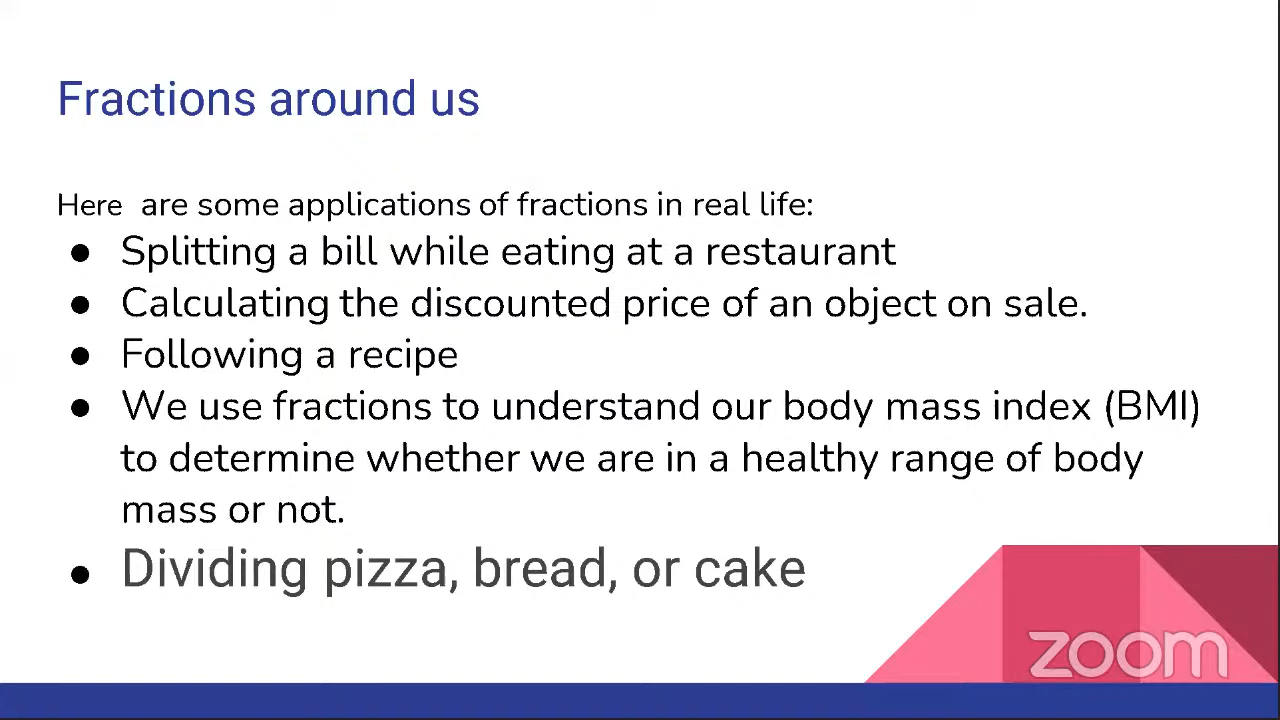 Fractions around us
Here are some applications of fractions in real life:
● Splitting a bill while eating at a restaurant
● Calculating the discounted price of an object on sale.
● Following a recipe
● We use fractions to understand our body mass index (BMI)
to determine whether we are in a healthy range of body
mass or not.
● Dividing pizza, bread, or cake
zoom